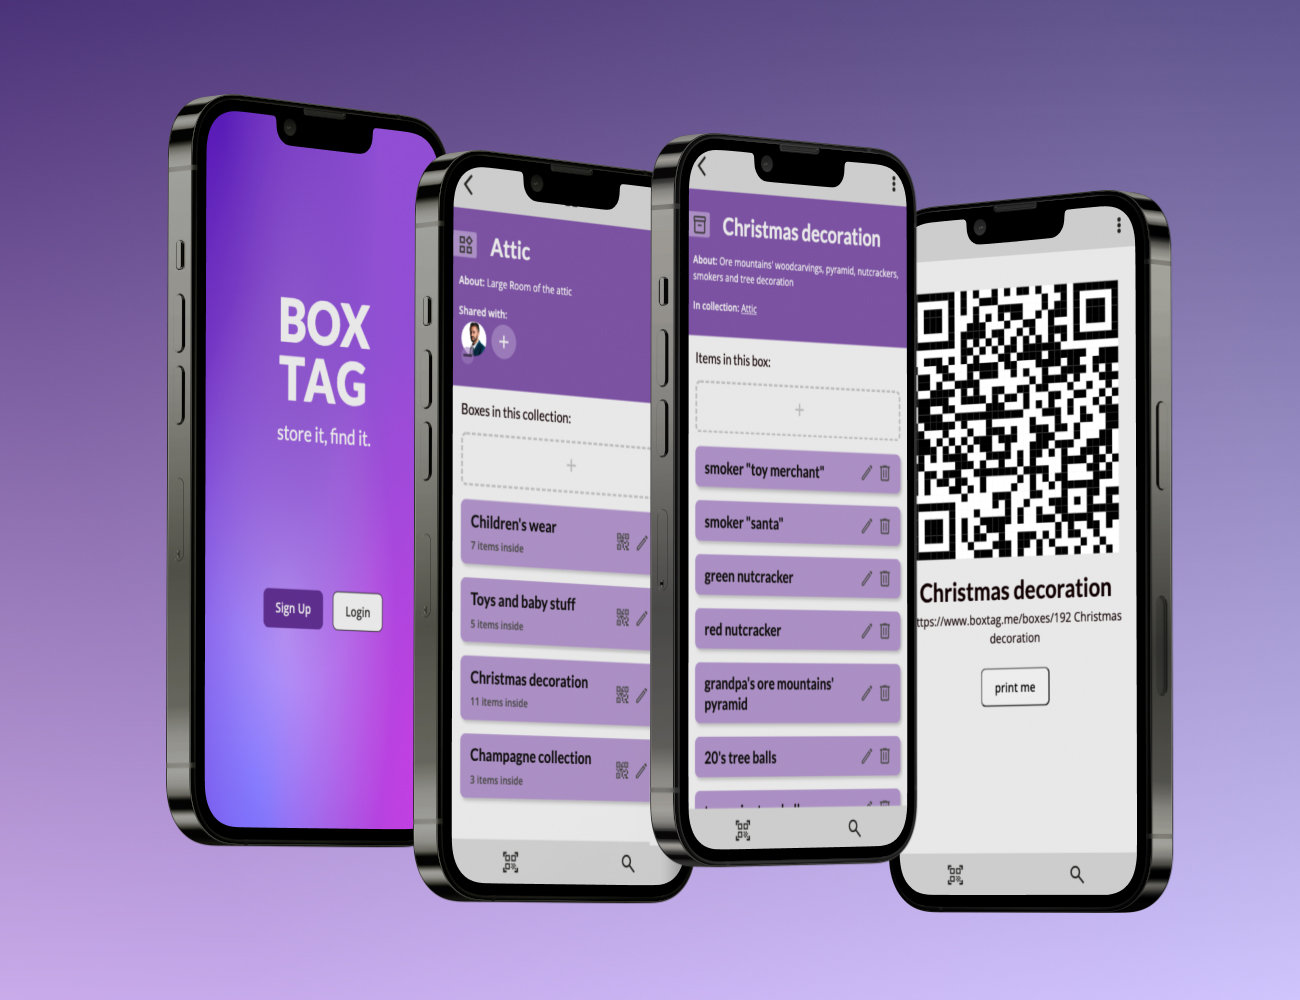 BOX
TAG
store it, find it.
Sign Up
Login
Attic
About: Large Room of the attic
Shared with:
+
Boxes in this collection:
+
Children's wear
7 items inside
Toys and baby stuff
5 items inside
Christmas decoration
11 items inside
Champagne collection
3 items inside
Christmas decoration
About: Ore mountains' woodcarvings, pyramid, nutcrackers,
smokers and tree decoration
In collection: Attic
Items in this box:
+
smoker "toy merchant"
smoker "santa"
green nutcracker
red nutcracker
grandpa's ore mountains'
pyramid
20's tree balls
Christmas decoration
ttps://www.boxtag.me/boxes/192 Christmas
decoration
print me